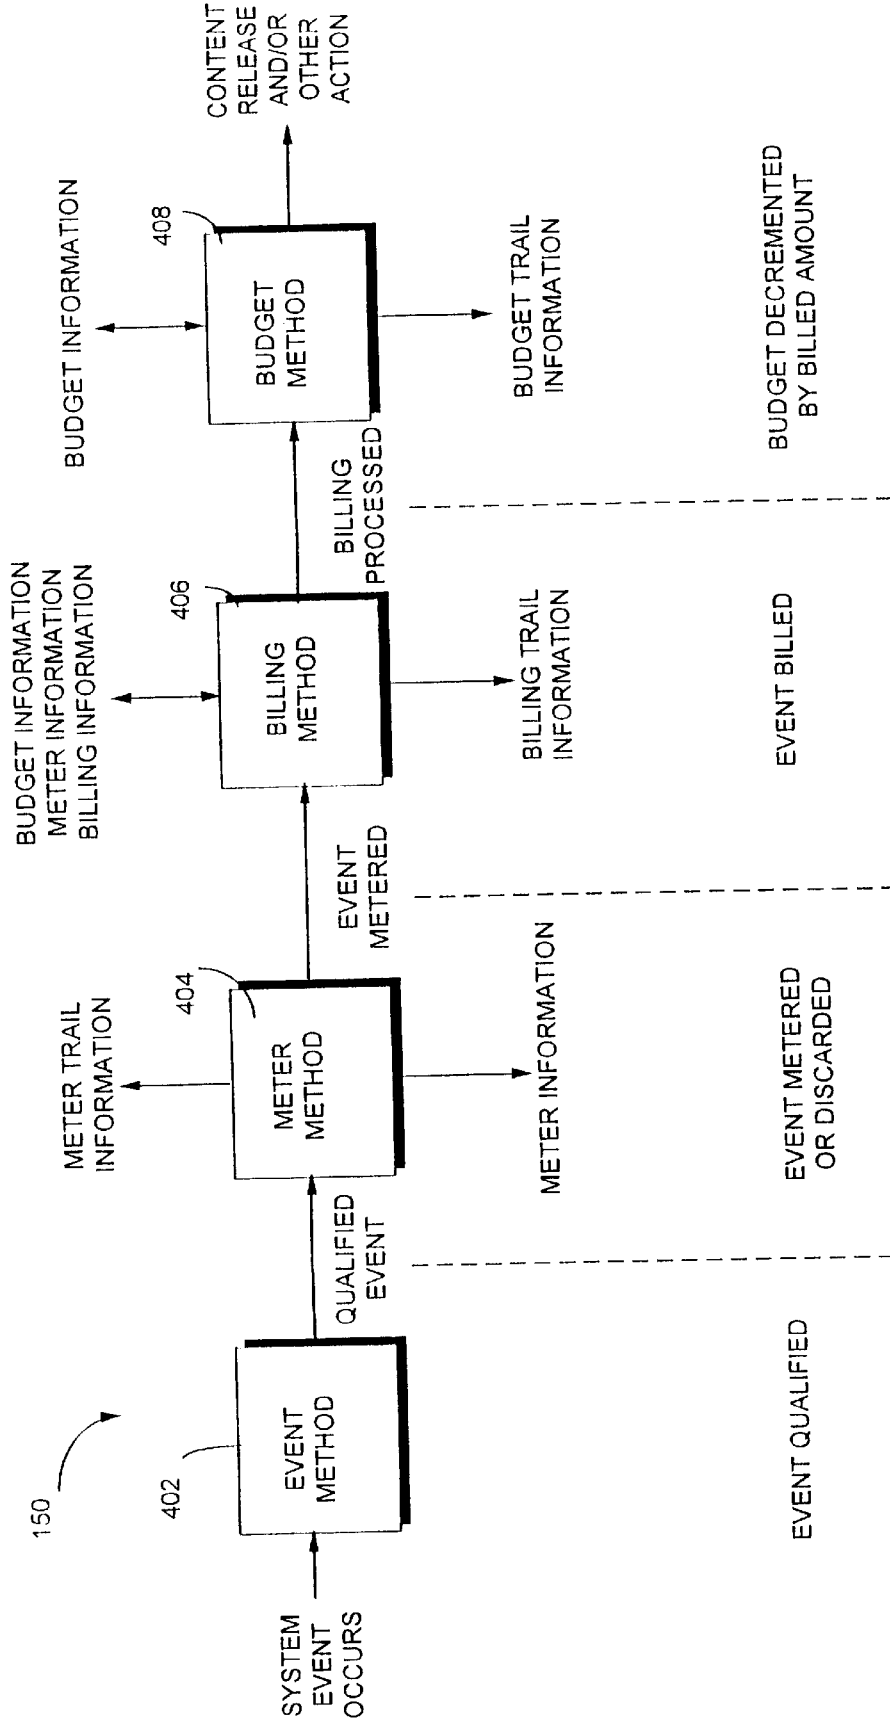 150
SYSTEM
EVENT
OCCURS
402
EVENT
METHOD
EVENT QUALIFIED
QUALIFIED
EVENT
METER TRAIL
INFORMATION
404
METER
METHOD
METER INFORMATION
EVENT METERED
OR DISCARDED
EVENT
METERED
BUDGET INFORMATION
METER INFORMATION
BILLING INFORMATION
406
BILLING
METHOD
BILLING TRAIL
INFORMATION
EVENT BILLED
BILLING
PROCESSED
BUDGET INFORMATION
408
BUDGET
METHOD
BUDGET TRAIL
INFORMATION
BUDGET DECREMENTED
BY BILLED AMOUNT
CONTENT
RELEASE
AND/OR
OTHER
ACTION